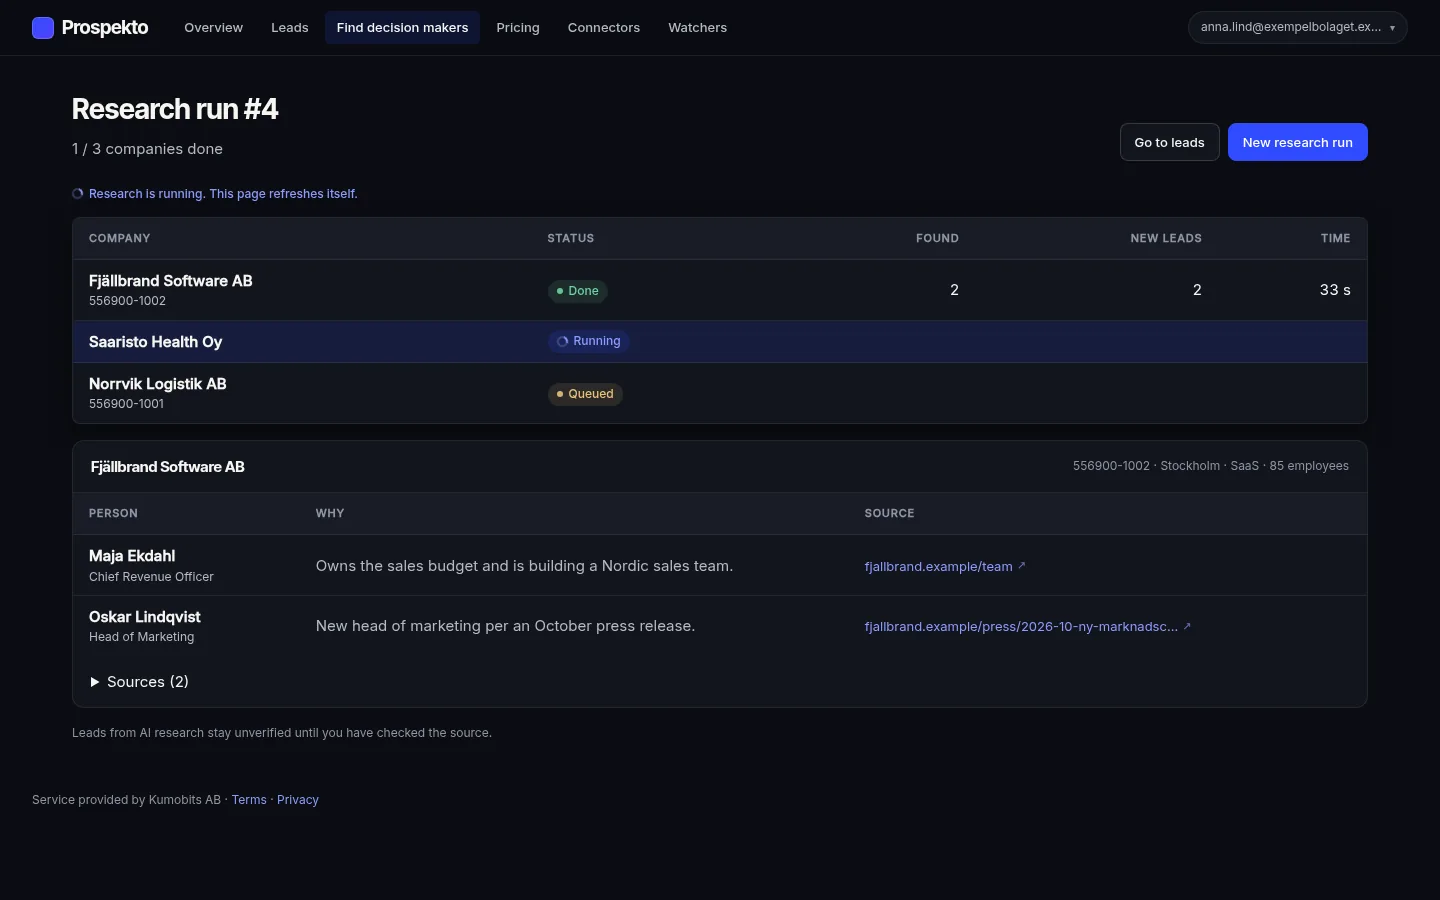 Prospekto
Overview Leads Find decision makers Pricing Connectors Watchers
anna.lind@exempelbolaget.ex...
Research run #4
1 / 3 companies done
Go to leads
New research run
Research is running. This page refreshes itself.
COMPANY STATUS FOUND NEW LEADS TIME
Fjällbrand Software AB
556900-1002
Done 2 2 33 s
Saaristo Health Oy
Running
Norrvik Logistik AB
556900-1001
Queued
Fjällbrand Software AB
556900-1002 · Stockholm · SaaS · 85 employees
PERSON WHY SOURCE
Maja Ekdahl
Chief Revenue Officer
Owns the sales budget and is building a Nordic sales team.
fjallbrand.example/team ↗
Oskar Lindqvist
Head of Marketing
New head of marketing per an October press release.
fjallbrand.example/press/2026-10-ny-marknadsc... ↗
Sources (2)
Leads from AI research stay unverified until you have checked the source.
Service provided by Kumobits AB · Terms · Privacy